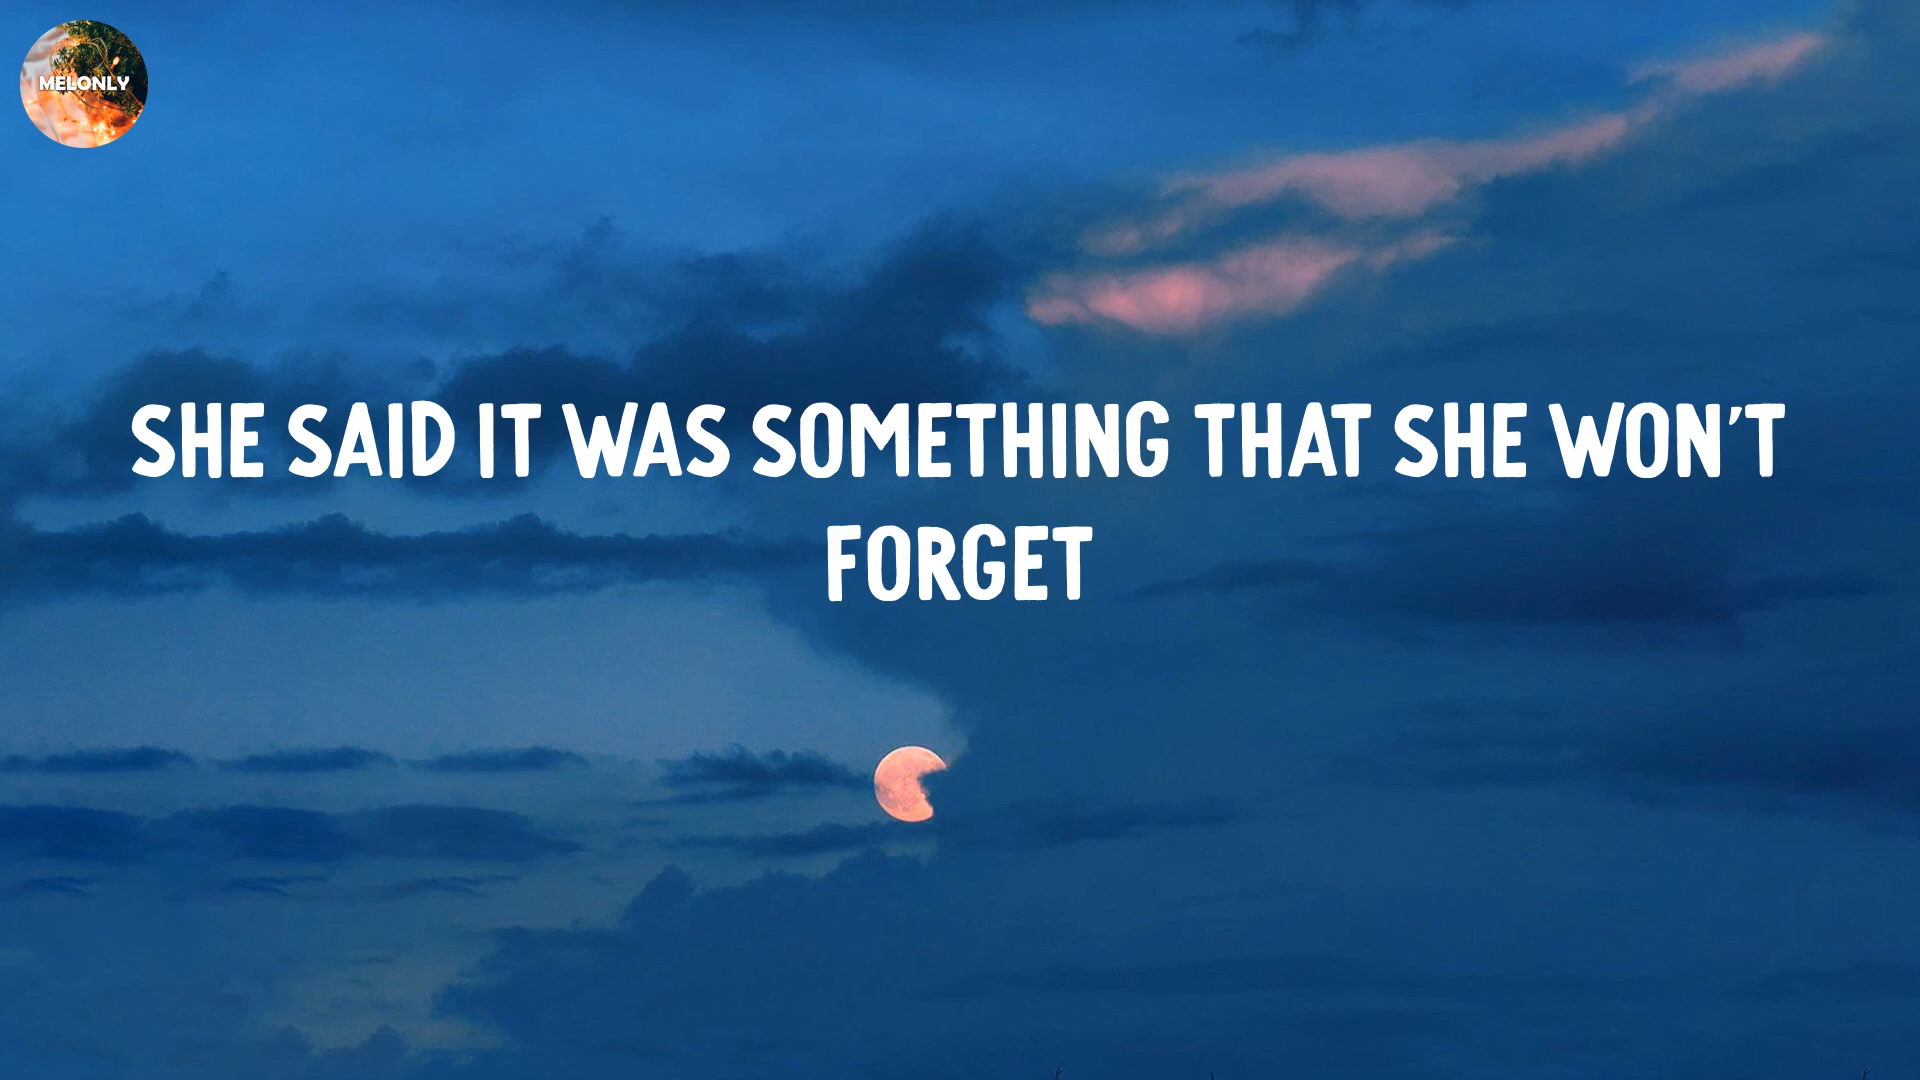 MELONLY
SHE SAID IT WAS SOMETHING THAT SHE WON'T
FORGET